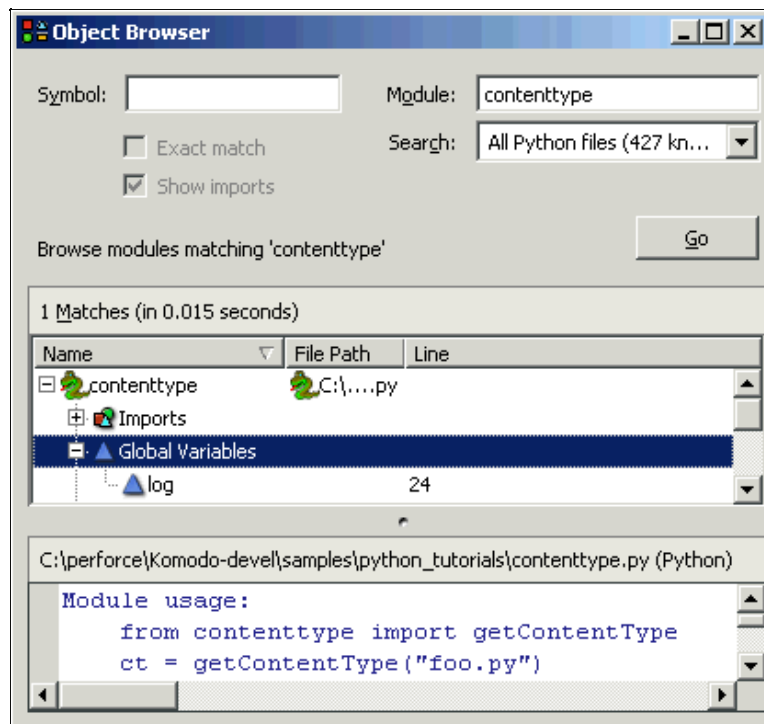 Object Browser
Symbol:
Module: contenttype
Exact match
Search: All Python files (427 kn...
Show imports
Browse modules matching 'contenttype'
Go
1 Matches (in 0.015 seconds)
Name File Path Line
contenttype C:\....py
Imports
Global Variables
log 24
C:\perforce\Komodo-devel\samples\python_tutorials\contenttype.py (Python)
Module usage:
from contenttype import getContentType
ct = getContentType("foo.py")